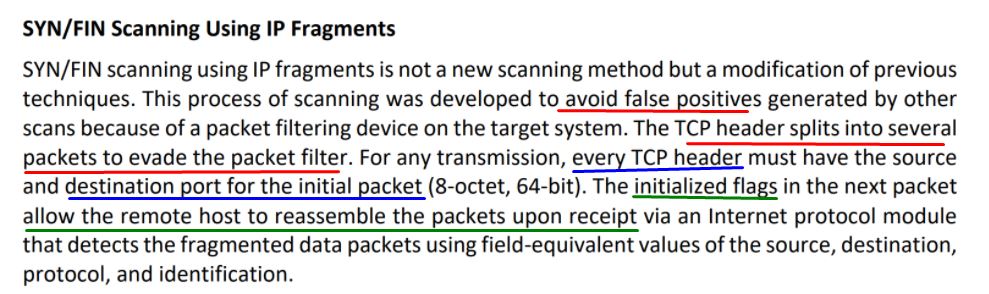 SYN/FIN Scanning Using IP Fragments
SYN/FIN scanning using IP fragments is not a new scanning method but a modification of previous
techniques. This process of scanning was developed to avoid false positives generated by other
scans because of a packet filtering device on the target system. The TCP header splits into several
packets to evade the packet filter. For any transmission, every TCP header must have the source
and destination port for the initial packet (8-octet, 64-bit). The initialized flags in the next packet
allow the remote host to reassemble the packets upon receipt via an Internet protocol module
that detects the fragmented data packets using field-equivalent values of the source, destination,
protocol, and identification.